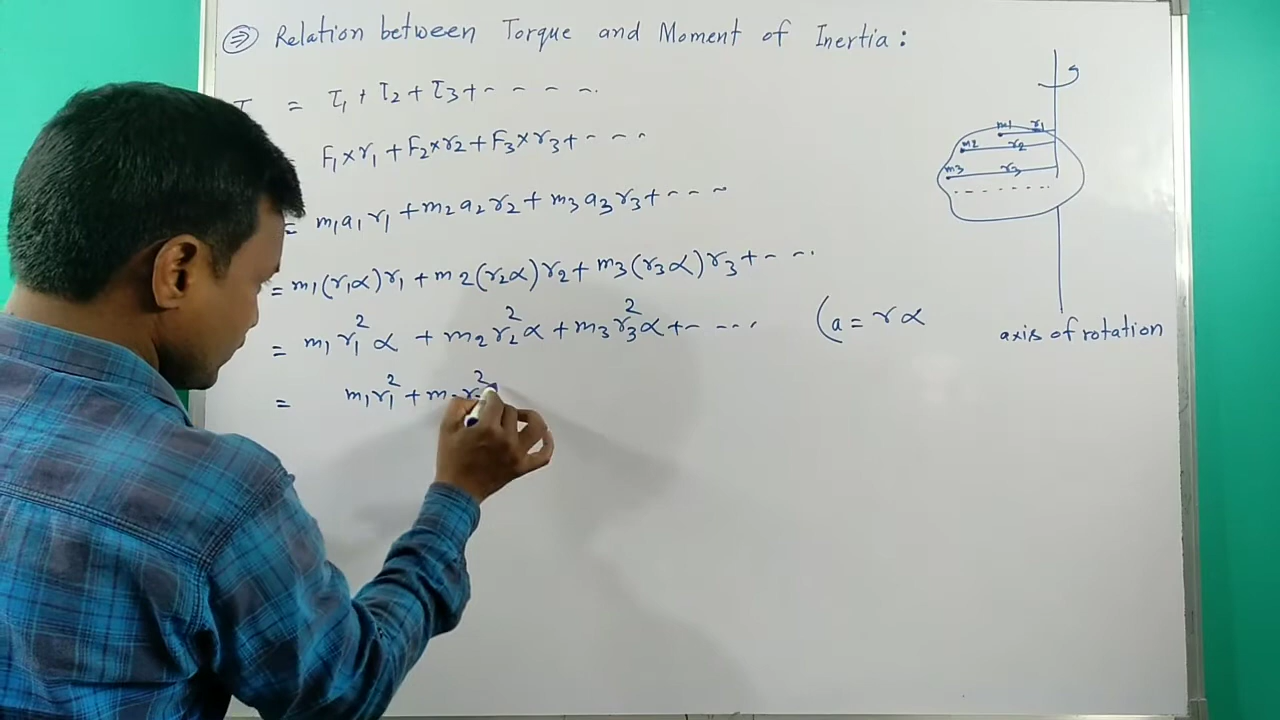 ⇒ Relation between Torque and Moment of Inertia :
τ = τ1 + τ2 + τ3 + - - - -.
F1×r1 + F2×r2 + F3×r3 + - - - -
= m1a1r1 + m2a2r2 + m3a3r3 + - - - -
= m1(r1α)r1 + m2(r2α)r2 + m3(r3α)r3 + - - -.
= m1r1²α + m2r2²α + m3r3²α + - - - - (a = rα
= m1r1² + m2r2²
m1 r1
m2 r2
m3 r3
axis of rotation